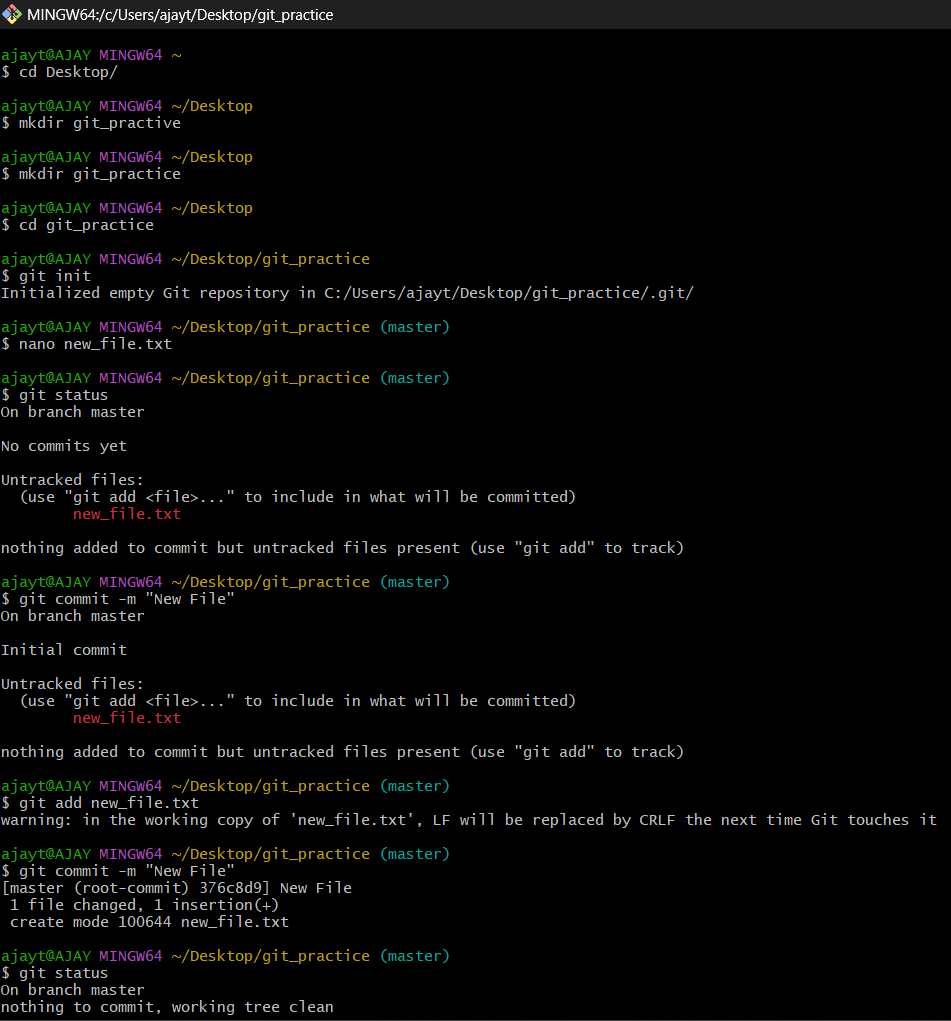 MINGW64:/c/Users/ajayt/Desktop/git_practice
ajayt@AJAY MINGW64 ~
$ cd Desktop/
ajayt@AJAY MINGW64 ~/Desktop
$ mkdir git_practive
ajayt@AJAY MINGW64 ~/Desktop
$ mkdir git_practice
ajayt@AJAY MINGW64 ~/Desktop
$ cd git_practice
ajayt@AJAY MINGW64 ~/Desktop/git_practice
$ git init
Initialized empty Git repository in C:/Users/ajayt/Desktop/git_practice/.git/
ajayt@AJAY MINGW64 ~/Desktop/git_practice (master)
$ nano new_file.txt
ajayt@AJAY MINGW64 ~/Desktop/git_practice (master)
$ git status
On branch master
No commits yet
Untracked files:
  (use "git add <file>..." to include in what will be committed)
        new_file.txt
nothing added to commit but untracked files present (use "git add" to track)
ajayt@AJAY MINGW64 ~/Desktop/git_practice (master)
$ git commit -m "New File"
On branch master
Initial commit
Untracked files:
  (use "git add <file>..." to include in what will be committed)
        new_file.txt
nothing added to commit but untracked files present (use "git add" to track)
ajayt@AJAY MINGW64 ~/Desktop/git_practice (master)
$ git add new_file.txt
warning: in the working copy of 'new_file.txt', LF will be replaced by CRLF the next time Git touches it
ajayt@AJAY MINGW64 ~/Desktop/git_practice (master)
$ git commit -m "New File"
[master (root-commit) 376c8d9] New File
 1 file changed, 1 insertion(+)
 create mode 100644 new_file.txt
ajayt@AJAY MINGW64 ~/Desktop/git_practice (master)
$ git status
On branch master
nothing to commit, working tree clean